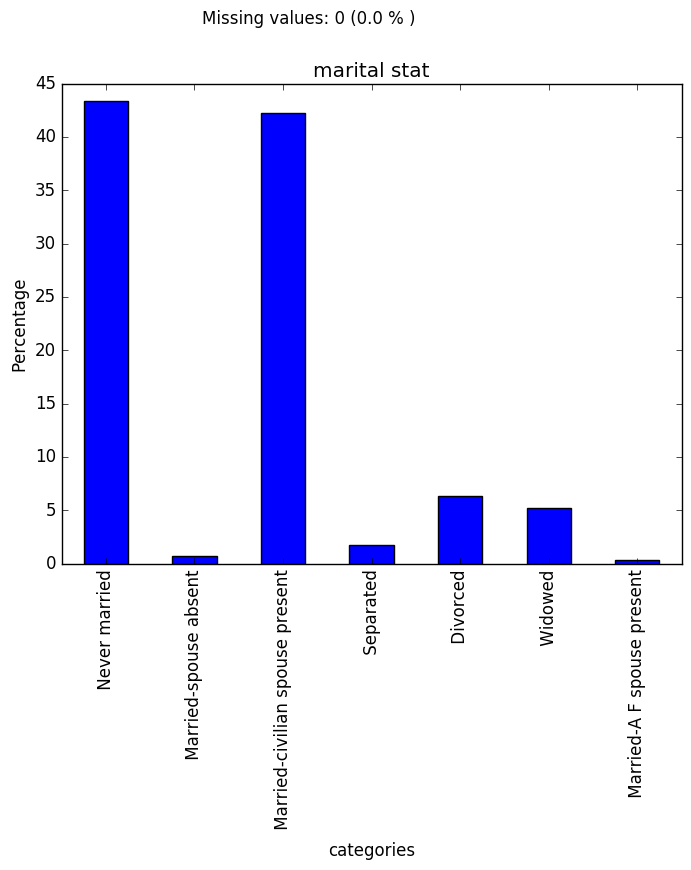 Missing values: 0 (0.0 % )
marital stat
45
40
35
30
25
20
15
10
5
0
Percentage
Never married
Married-spouse absent
Married-civilian spouse present
Separated
Divorced
Widowed
Married-A F spouse present
categories